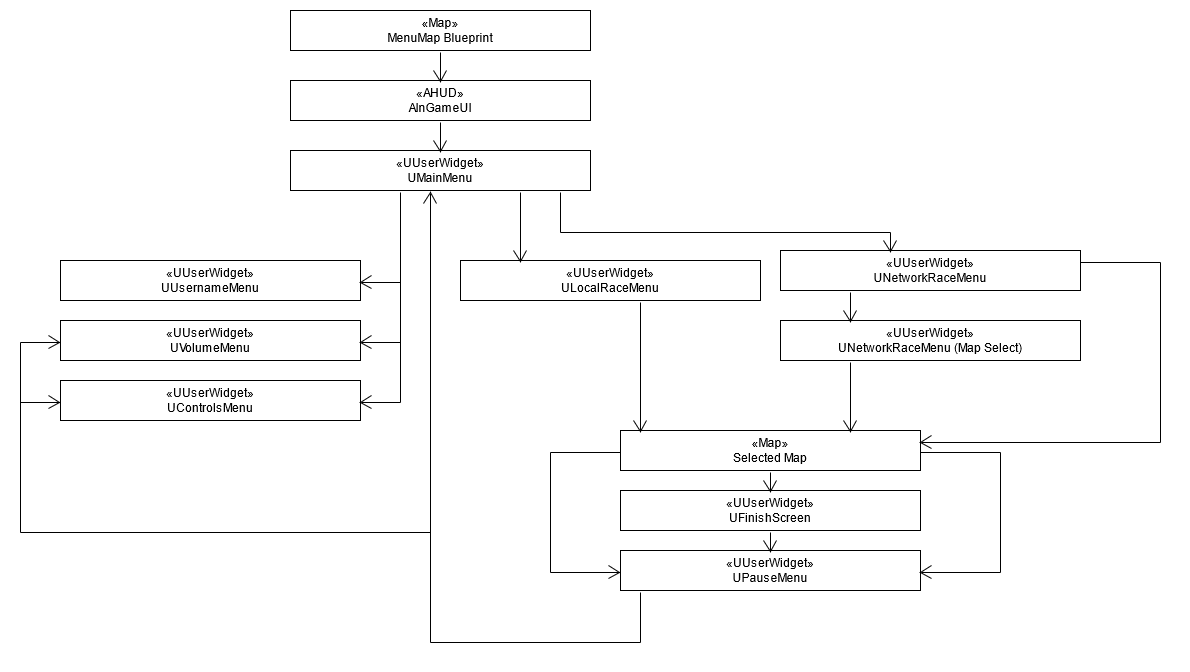 «Map»
MenuMap Blueprint
«AHUD»
AInGameUI
«UUserWidget»
UMainMenu
«UUserWidget»
UUsernameMenu
«UUserWidget»
UVolumeMenu
«UUserWidget»
UControlsMenu
«UUserWidget»
ULocalRaceMenu
«UUserWidget»
UNetworkRaceMenu
«UUserWidget»
UNetworkRaceMenu (Map Select)
«Map»
Selected Map
«UUserWidget»
UFinishScreen
«UUserWidget»
UPauseMenu